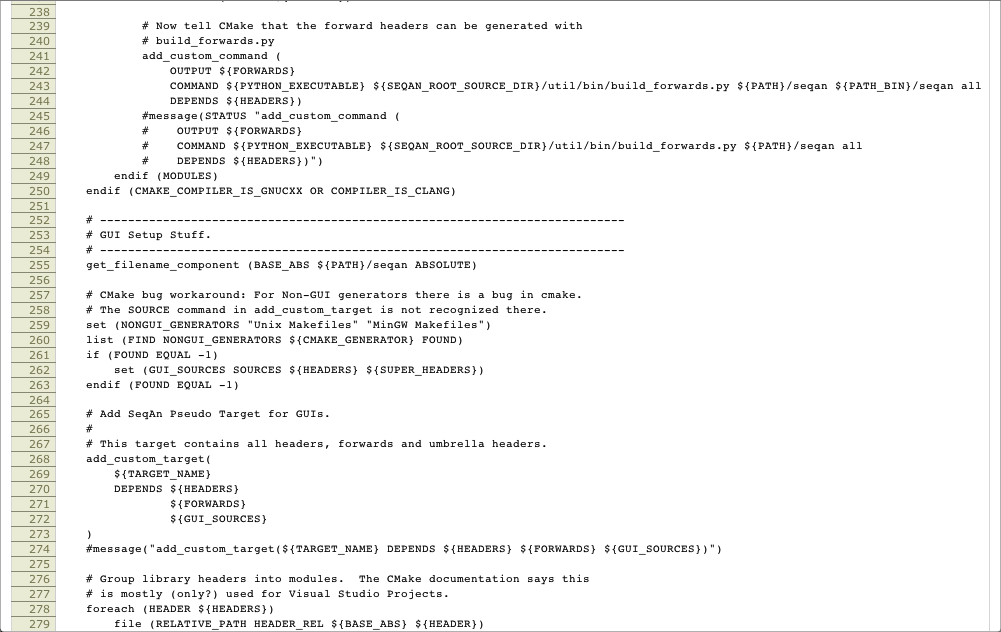 238
239 # Now tell CMake that the forward headers can be generated with
240 # build_forwards.py
241 add_custom_command (
242 OUTPUT ${FORWARDS}
243 COMMAND ${PYTHON_EXECUTABLE} ${SEQAN_ROOT_SOURCE_DIR}/util/bin/build_forwards.py ${PATH}/seqan ${PATH_BIN}/seqan all
244 DEPENDS ${HEADERS})
245 #message(STATUS "add_custom_command (
246 #    OUTPUT ${FORWARDS}
247 #    COMMAND ${PYTHON_EXECUTABLE} ${SEQAN_ROOT_SOURCE_DIR}/util/bin/build_forwards.py ${PATH}/seqan all
248 #    DEPENDS ${HEADERS})")
249 endif (MODULES)
250 endif (CMAKE_COMPILER_IS_GNUCXX OR COMPILER_IS_CLANG)
251
252 # ---------------------------------------------------------------------------
253 # GUI Setup Stuff.
254 # ---------------------------------------------------------------------------
255 get_filename_component (BASE_ABS ${PATH}/seqan ABSOLUTE)
256
257 # CMake bug workaround: For Non-GUI generators there is a bug in cmake.
258 # The SOURCE command in add_custom_target is not recognized there.
259 set (NONGUI_GENERATORS "Unix Makefiles" "MinGW Makefiles")
260 list (FIND NONGUI_GENERATORS ${CMAKE_GENERATOR} FOUND)
261 if (FOUND EQUAL -1)
262 set (GUI_SOURCES SOURCES ${HEADERS} ${SUPER_HEADERS})
263 endif (FOUND EQUAL -1)
264
265 # Add SeqAn Pseudo Target for GUIs.
266 #
267 # This target contains all headers, forwards and umbrella headers.
268 add_custom_target(
269 ${TARGET_NAME}
270 DEPENDS ${HEADERS}
271 ${FORWARDS}
272 ${GUI_SOURCES}
273 )
274 #message("add_custom_target(${TARGET_NAME} DEPENDS ${HEADERS} ${FORWARDS} ${GUI_SOURCES})")
275
276 # Group library headers into modules.  The CMake documentation says this
277 # is mostly (only?) used for Visual Studio Projects.
278 foreach (HEADER ${HEADERS})
279 file (RELATIVE_PATH HEADER_REL ${BASE_ABS} ${HEADER})